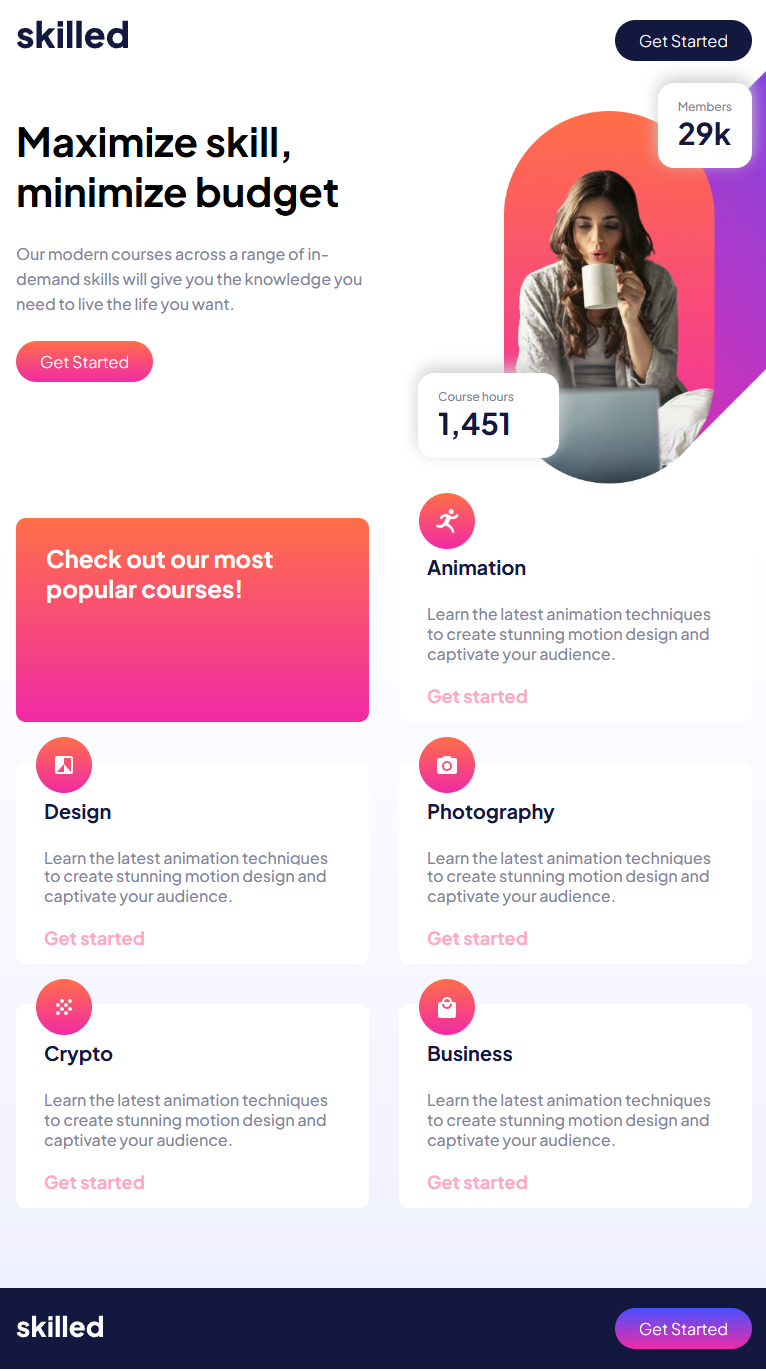 skilled
Get Started
Maximize skill,
minimize budget
Our modern courses across a range of in-
demand skills will give you the knowledge you
need to live the life you want.
Get Started
Members
29k
Course hours
1,451
Check out our most
popular courses!
Animation
Learn the latest animation techniques
to create stunning motion design and
captivate your audience.
Get started
Design
Learn the latest animation techniques
to create stunning motion design and
captivate your audience.
Get started
Photography
Learn the latest animation techniques
to create stunning motion design and
captivate your audience.
Get started
Crypto
Learn the latest animation techniques
to create stunning motion design and
captivate your audience.
Get started
Business
Learn the latest animation techniques
to create stunning motion design and
captivate your audience.
Get started
skilled
Get Started